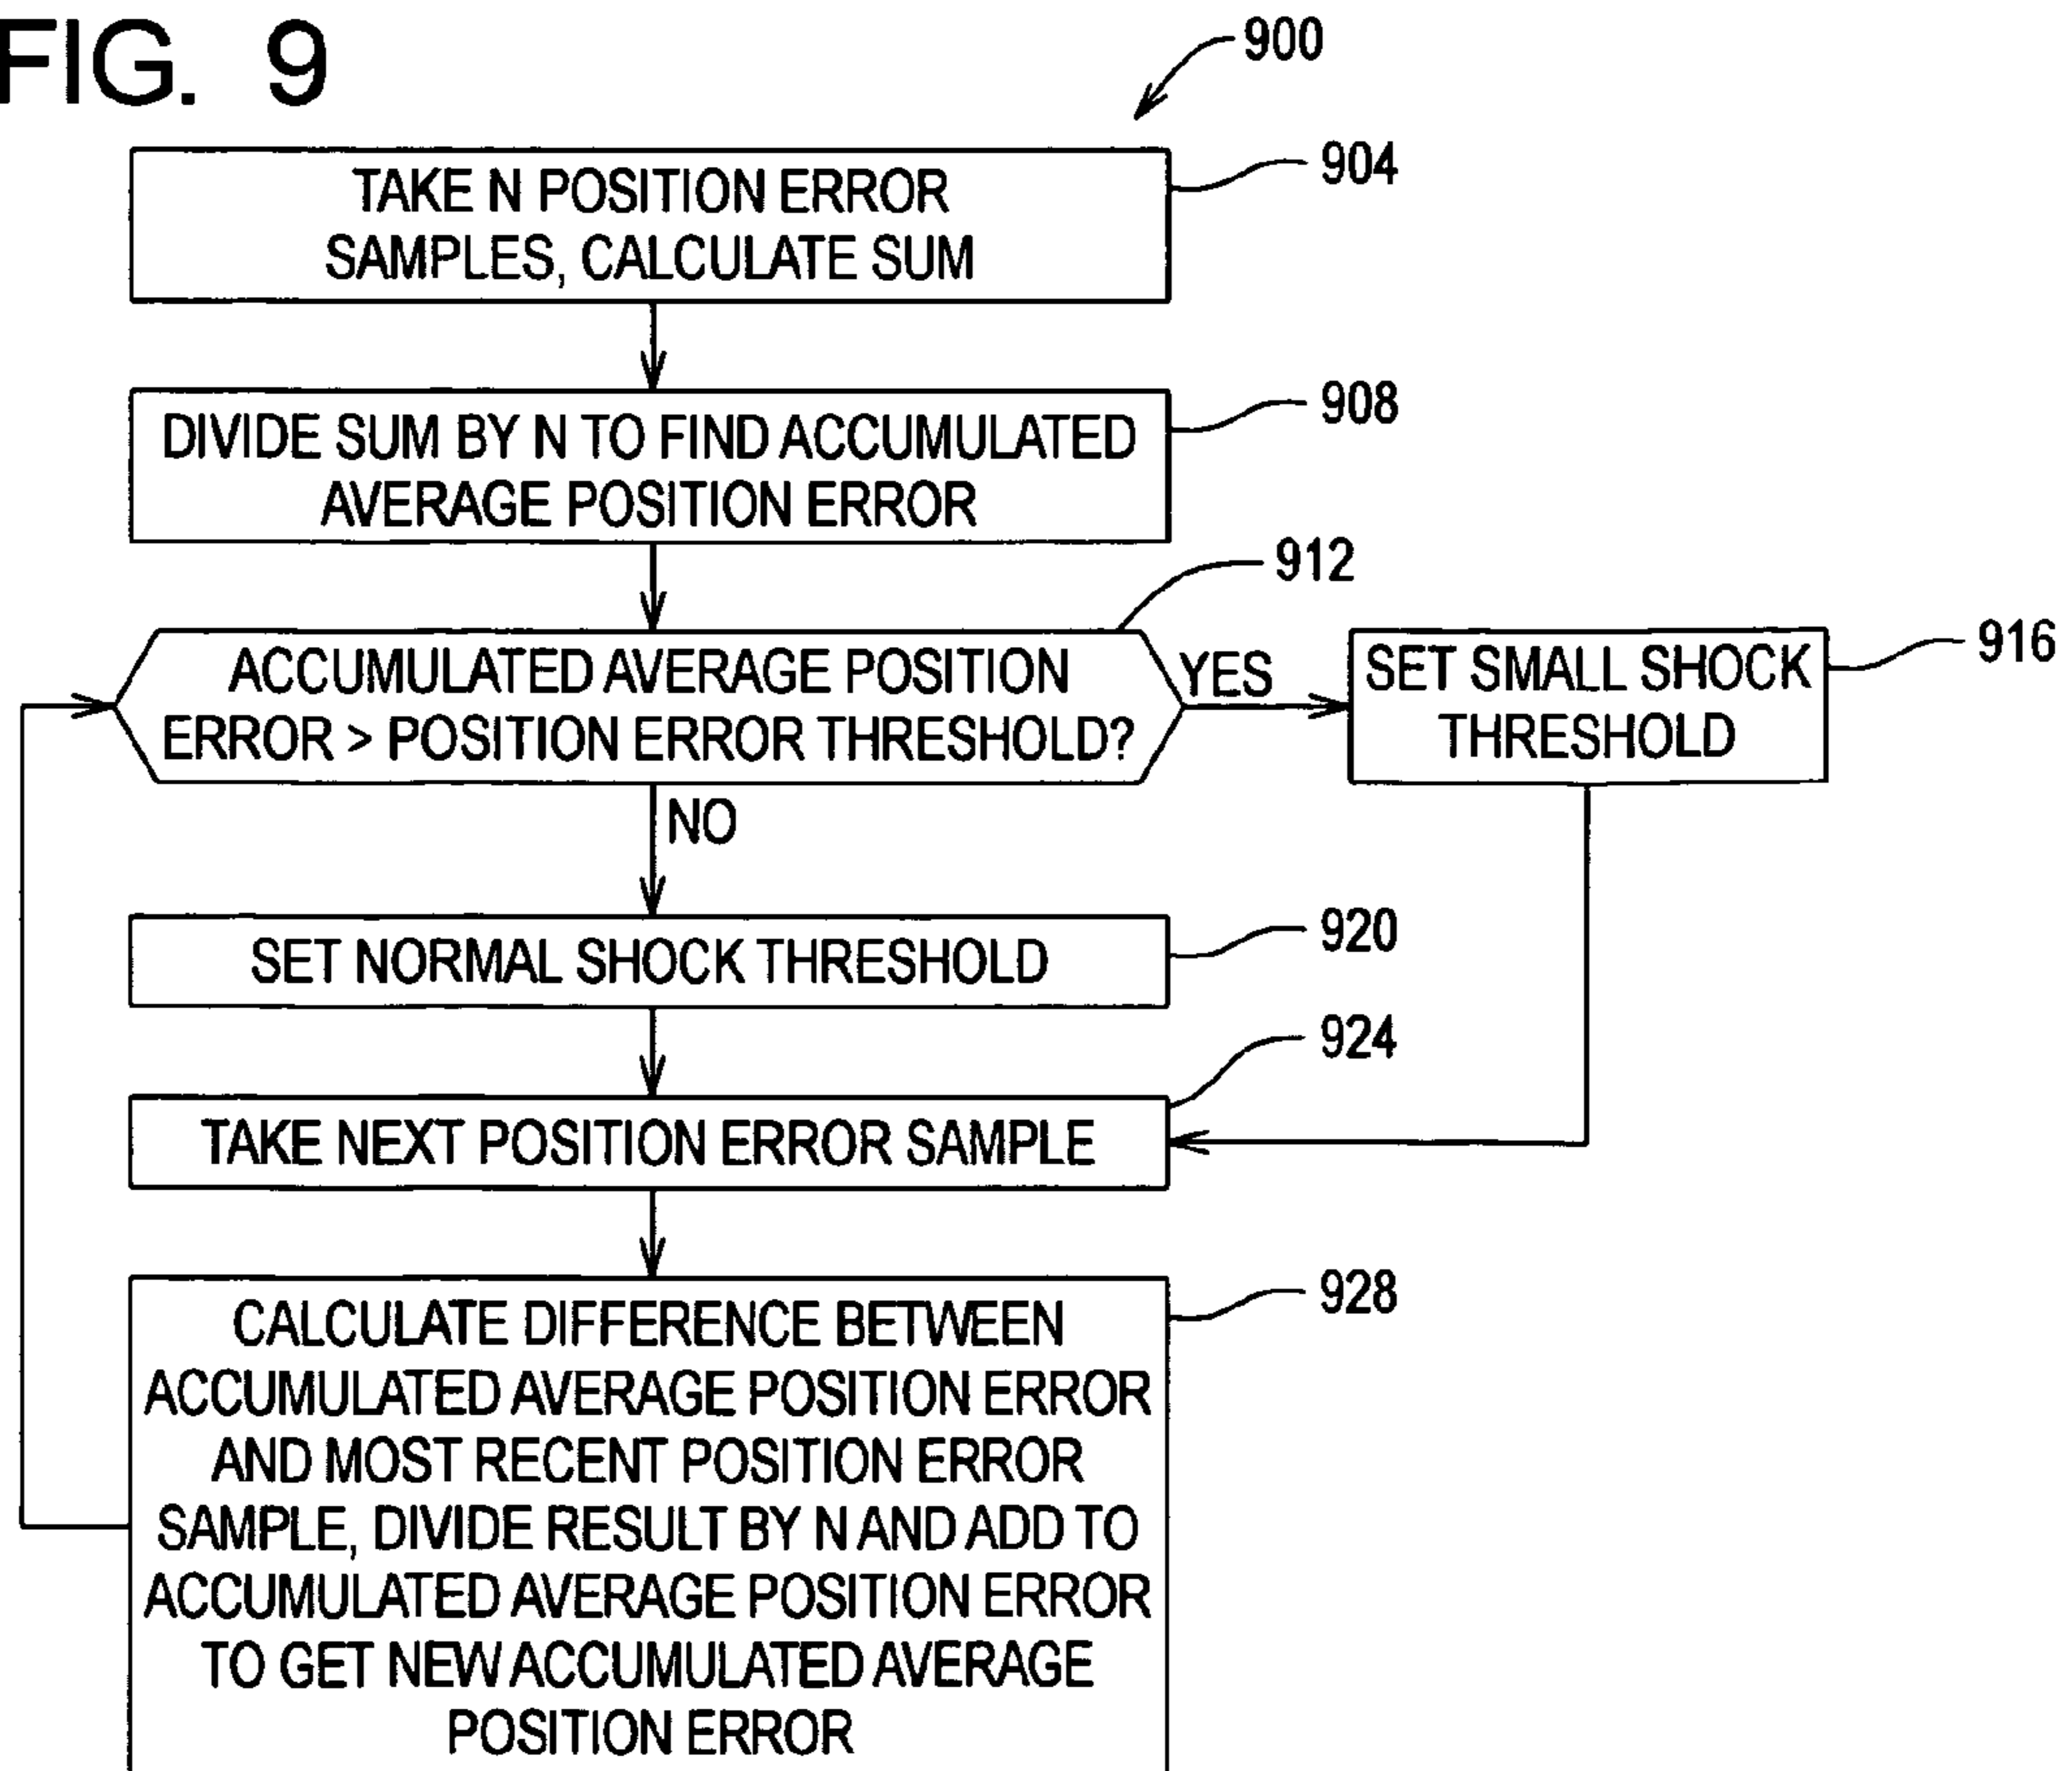 FIG. 9
900
TAKE N POSITION ERROR
SAMPLES, CALCULATE SUM
904
DIVIDE SUM BY N TO FIND ACCUMULATED
AVERAGE POSITION ERROR
908
912
ACCUMULATED AVERAGE POSITION
ERROR > POSITION ERROR THRESHOLD?
YES
SET SMALL SHOCK
THRESHOLD
916
NO
SET NORMAL SHOCK THRESHOLD
920
924
TAKE NEXT POSITION ERROR SAMPLE
928
CALCULATE DIFFERENCE BETWEEN
ACCUMULATED AVERAGE POSITION ERROR
AND MOST RECENT POSITION ERROR
SAMPLE, DIVIDE RESULT BY N AND ADD TO
ACCUMULATED AVERAGE POSITION ERROR
TO GET NEW ACCUMULATED AVERAGE
POSITION ERROR